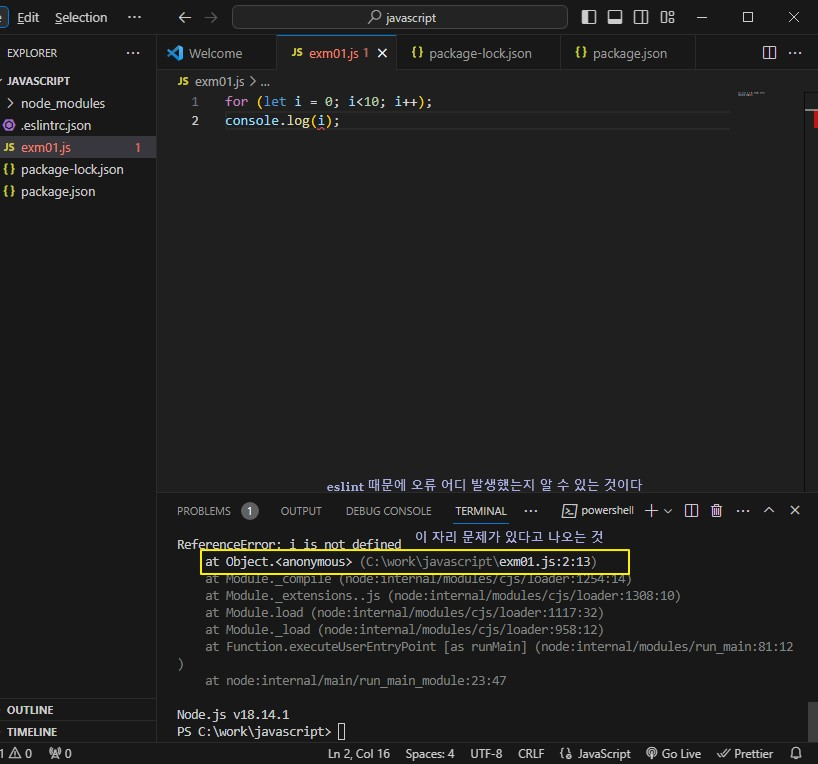 Edit Selection ··· javascript
EXPLORER ···
Welcome
JS exm01.js 1
{} package-lock.json
{} package.json
···
JAVASCRIPT
JS exm01.js > ...
node_modules
.eslintrc.json
JS exm01.js 1
{} package-lock.json
{} package.json
1 for (let i = 0; i<10; i++);
2 console.log(i);
eslint 때문에 오류 어디 발생했는지 알 수 있는 것이다
PROBLEMS 1 OUTPUT DEBUG CONSOLE TERMINAL ··· powershell ···
이 자리 문제가 있다고 나오는 것
ReferenceError: i is not defined
at Object.<anonymous> (C:\work\javascript\exm01.js:2:13)
at Module._compile (node:internal/modules/cjs/loader:1254:14)
at Module._extensions..js (node:internal/modules/cjs/loader:1308:10)
at Module.load (node:internal/modules/cjs/loader:1117:32)
at Module._load (node:internal/modules/cjs/loader:958:12)
at Function.executeUserEntryPoint [as runMain] (node:internal/modules/run_main:81:12
)
at node:internal/main/run_main_module:23:47
Node.js v18.14.1
PS C:\work\javascript>
OUTLINE
TIMELINE
1 0 0 Ln 2, Col 16 Spaces: 4 UTF-8 CRLF {} JavaScript Go Live Prettier